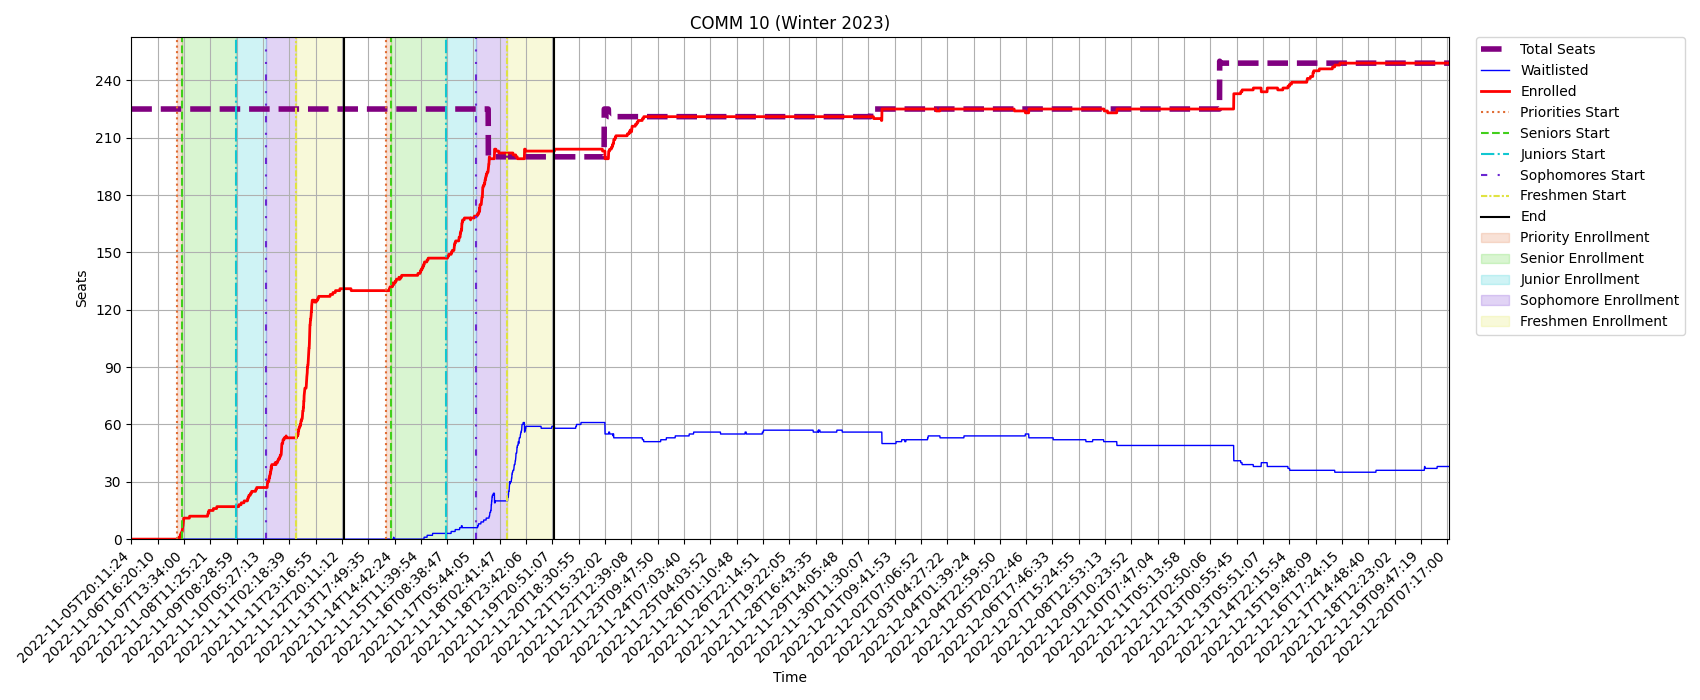 COMM 10 (Winter 2023)
Total Seats
Waitlisted
Enrolled
Priorities Start
Seniors Start
Juniors Start
Sophomores Start
Freshmen Start
End
Priority Enrollment
Senior Enrollment
Junior Enrollment
Sophomore Enrollment
Freshmen Enrollment
Seats
240
210
180
150
120
90
60
30
0
2022-11-05T20:11:24
2022-11-06T16:20:10
2022-11-07T13:34:00
2022-11-08T11:25:21
2022-11-09T08:28:59
2022-11-10T05:27:13
2022-11-11T02:18:39
2022-11-11T23:16:55
2022-11-12T20:11:12
2022-11-13T17:49:35
2022-11-14T14:42:24
2022-11-15T11:39:54
2022-11-16T08:38:47
2022-11-17T05:44:05
2022-11-18T02:41:47
2022-11-18T23:42:06
2022-11-19T20:51:07
2022-11-20T18:30:55
2022-11-21T15:32:02
2022-11-22T12:39:08
2022-11-23T09:47:50
2022-11-24T07:03:40
2022-11-25T04:03:52
2022-11-26T01:10:48
2022-11-26T22:14:51
2022-11-27T19:22:05
2022-11-28T16:43:35
2022-11-29T14:05:48
2022-11-30T11:30:07
2022-12-01T09:41:53
2022-12-02T07:06:52
2022-12-03T04:27:22
2022-12-04T01:39:24
2022-12-04T22:59:50
2022-12-05T20:22:46
2022-12-06T17:46:33
2022-12-07T15:24:55
2022-12-08T12:53:13
2022-12-09T10:23:52
2022-12-10T07:47:04
2022-12-11T05:13:58
2022-12-12T02:50:06
2022-12-13T00:55:45
2022-12-13T23:51:07
2022-12-14T22:15:54
2022-12-15T19:48:09
2022-12-16T17:24:15
2022-12-17T14:48:40
2022-12-18T12:23:02
2022-12-19T09:47:19
2022-12-20T07:17:00
Time